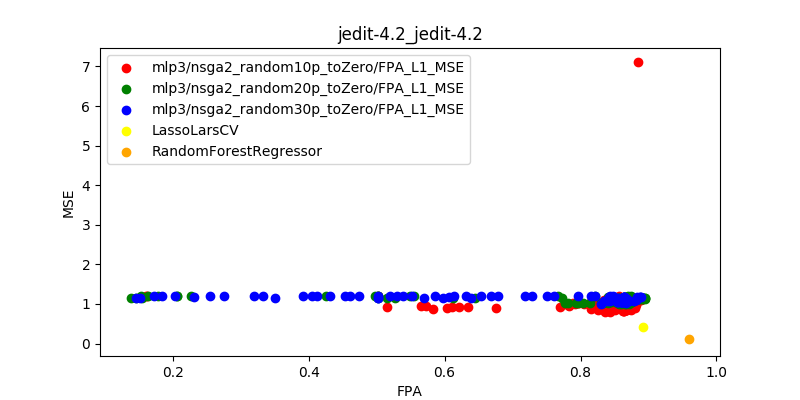 jedit-4.2_jedit-4.2
mlp3/nsga2_random10p_toZero/FPA_L1_MSE
mlp3/nsga2_random20p_toZero/FPA_L1_MSE
mlp3/nsga2_random30p_toZero/FPA_L1_MSE
LassoLarsCV
RandomForestRegressor
MSE
7
6
5
4
3
2
1
0
0.2 0.4 0.6 0.8 1.0
FPA